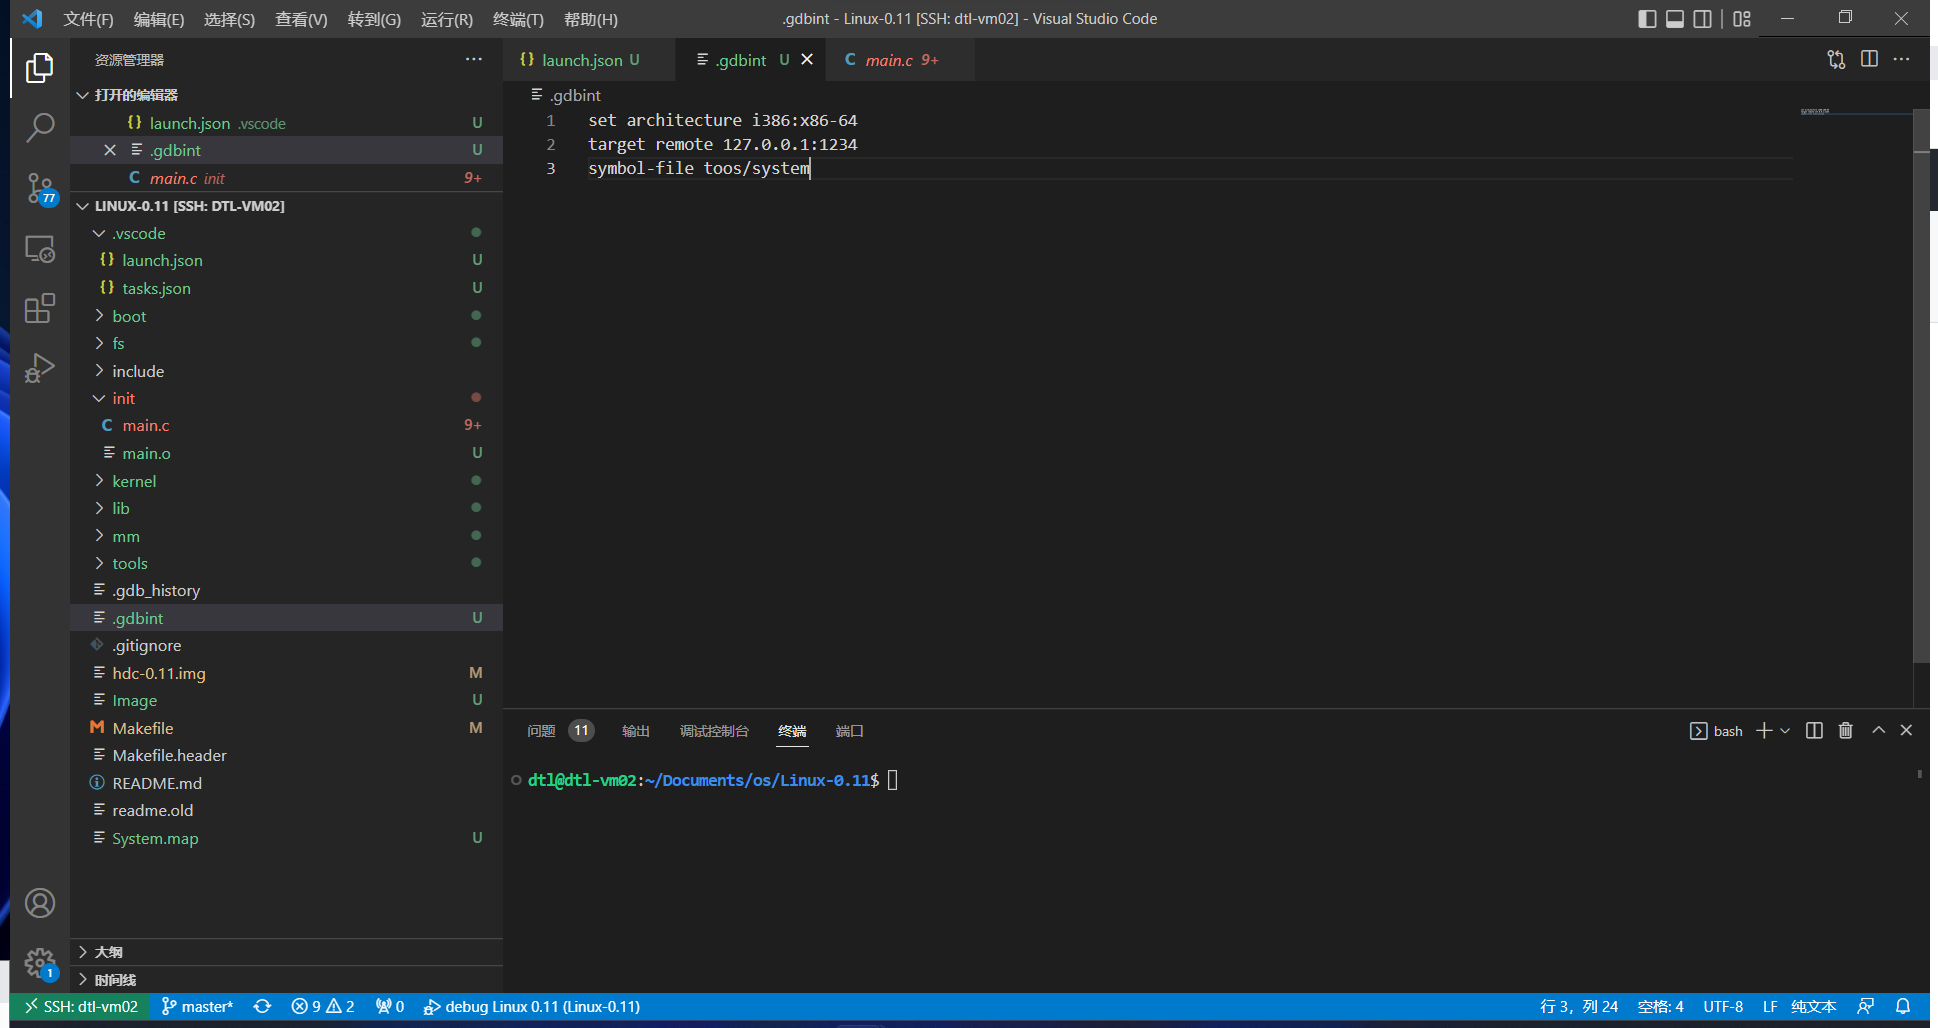 文件(F) 编辑(E) 选择(S) 查看(V) 转到(G) 运行(R) 终端(T) 帮助(H)
.gdbint - Linux-0.11 [SSH: dtl-vm02] - Visual Studio Code
资源管理器
打开的编辑器
launch.json .vscode U
.gdbint U
main.c init 9+
LINUX-0.11 [SSH: DTL-VM02]
.vscode
launch.json U
tasks.json U
boot
fs
include
init
main.c 9+
main.o U
kernel
lib
mm
tools
.gdb_history
.gdbint U
.gitignore
hdc-0.11.img M
Image U
Makefile M
Makefile.header
README.md
readme.old
System.map U
大纲
时间线
77
1
launch.json U
.gdbint U
main.c 9+
.gdbint
1 set architecture i386:x86-64
2 target remote 127.0.0.1:1234
3 symbol-file toos/system
问题 11 输出 调试控制台 终端 端口
bash
dtl@dtl-vm02:~/Documents/os/Linux-0.11$
SSH: dtl-vm02 master* 9 2 0 debug Linux 0.11 (Linux-0.11)
行 3，列 24 空格: 4 UTF-8 LF 纯文本